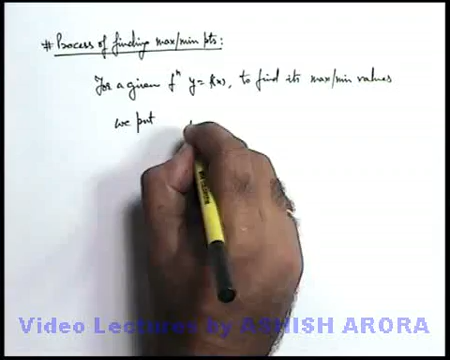 # Process of finding max/min pts:
For a given fⁿ y = f(x), to find its max/min values
we put
Video Lectures by ASHISH ARORA